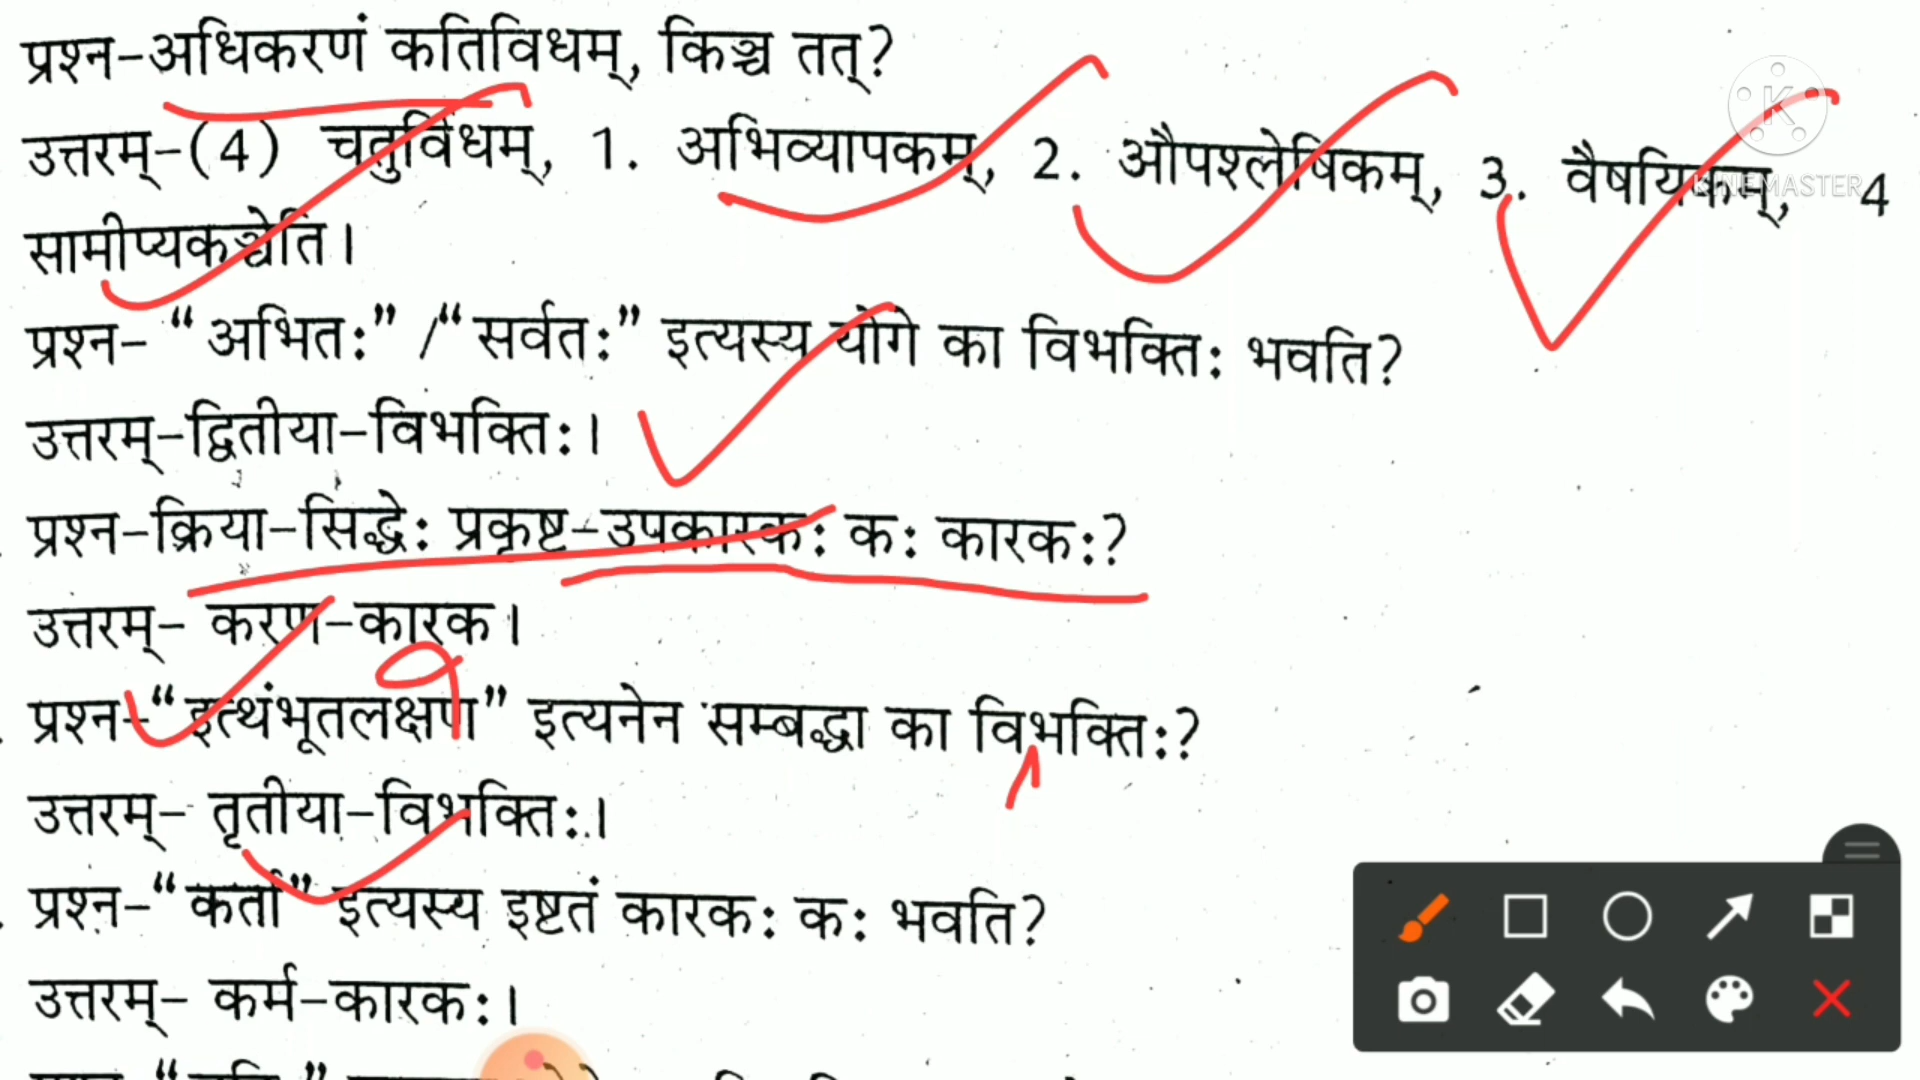 प्रश्न-अधिकरणं कतिविधम्, किञ्च तत्?
उत्तरम्-(4) चतुर्विधम्, 1. अभिव्यापकम्, 2. औपश्लेषिकम्, 3. वैषयिकम्, 4
KINEMASTER
सामीप्यकञ्चेति।
प्रश्न- “अभितः” /“सर्वतः” इत्यस्य योगे का विभक्तिः भवति?
उत्तरम्-द्वितीया-विभक्तिः।
प्रश्न-क्रिया-सिद्धेः प्रकृष्ट-उपकारकः कः कारकः?
उत्तरम्- करण-कारक।
प्रश्न-“इत्थंभूतलक्षणे” इत्यनेन सम्बद्धा का विभक्तिः?
उत्तरम्- तृतीया-विभक्तिः।
प्रश्न-“कर्ता” इत्यस्य इष्टतं कारकः कः भवति?
उत्तरम्- कर्म-कारकः।